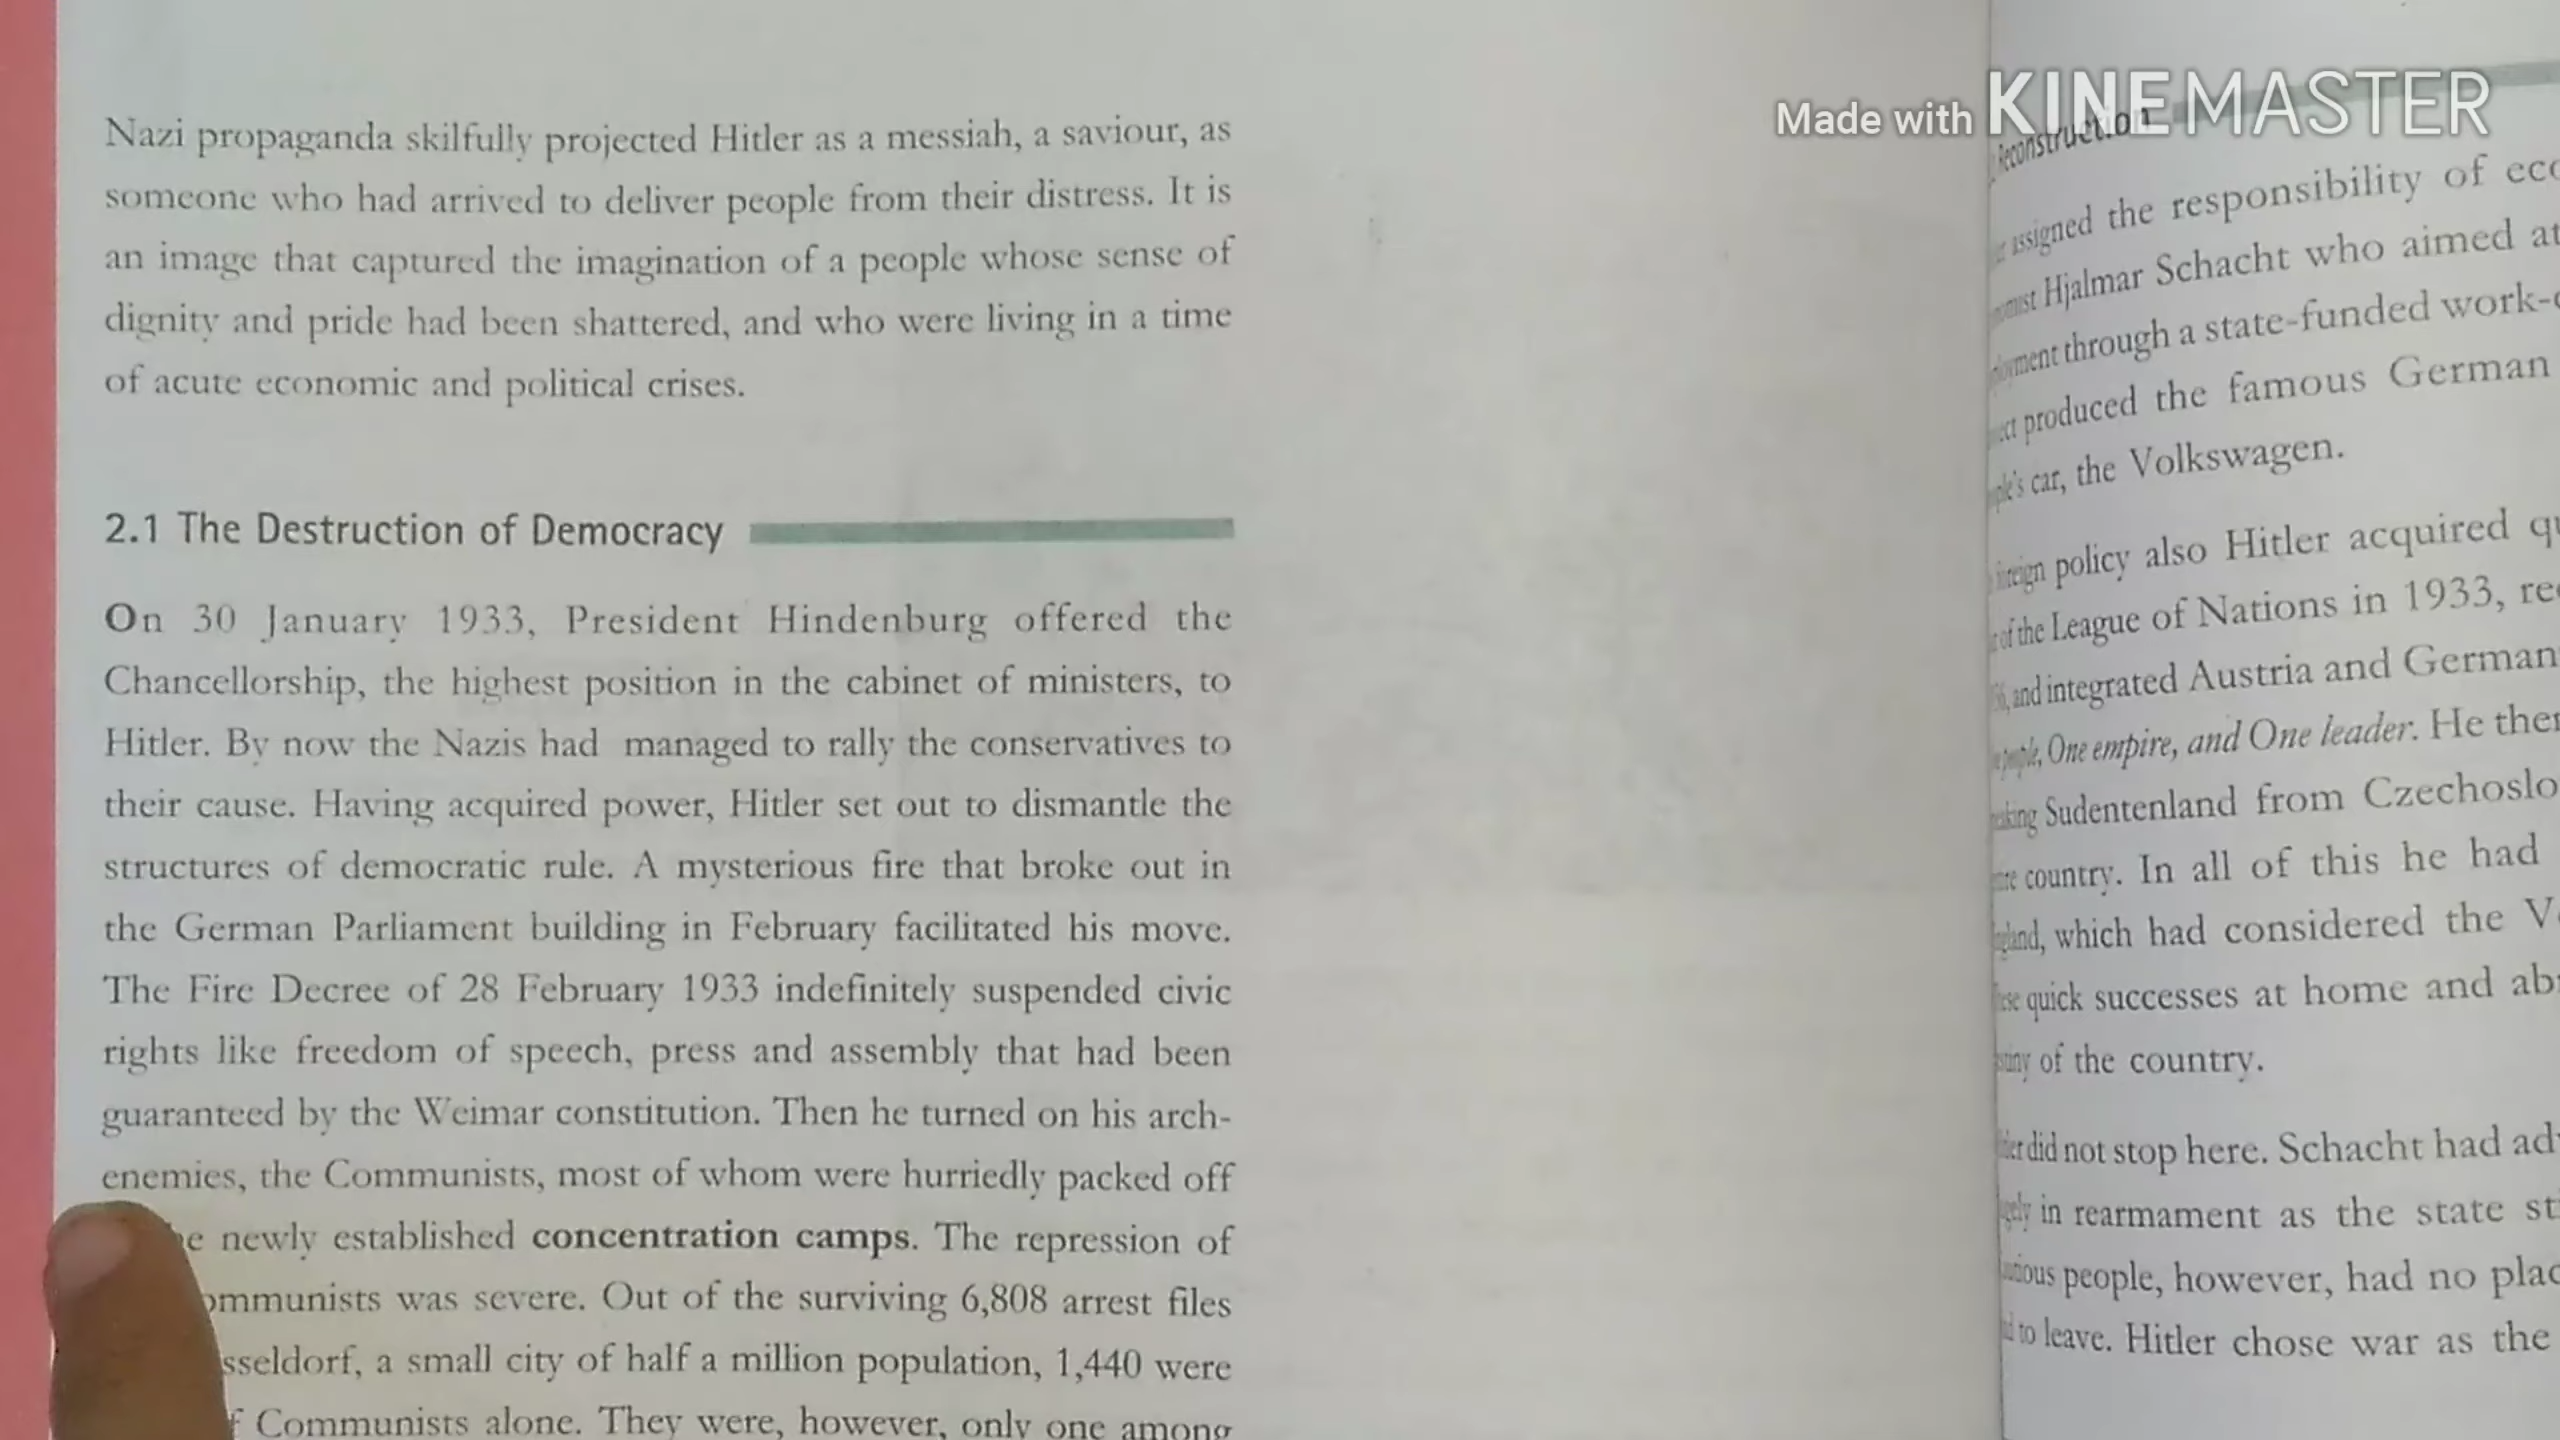 Nazi propaganda skilfully projected Hitler as a messiah, a saviour, as
someone who had arrived to deliver people from their distress. It is
an image that captured the imagination of a people whose sense of
dignity and pride had been shattered, and who were living in a time
of acute economic and political crises.
2.1 The Destruction of Democracy
On 30 January 1933, President Hindenburg offered the
Chancellorship, the highest position in the cabinet of ministers, to
Hitler. By now the Nazis had managed to rally the conservatives to
their cause. Having acquired power, Hitler set out to dismantle the
structures of democratic rule. A mysterious fire that broke out in
the German Parliament building in February facilitated his move.
The Fire Decree of 28 February 1933 indefinitely suspended civic
rights like freedom of speech, press and assembly that had been
guaranteed by the Weimar constitution. Then he turned on his arch-
enemies, the Communists, most of whom were hurriedly packed off
newly established concentration camps. The repression of
was severe. Out of the surviving 6,808 arrest files
a small city of half a million population, 1,440 were
Communists alone. They were, however, only one among
Made with KINEMASTER
Reconstruction
assigned the responsibility of
Hjalmar Schacht who aimed at
through a state-funded
produced the famous German
car, the Volkswagen.
policy also Hitler acquired
of the League of Nations in 1933,
and integrated Austria and
One empire, and One leader. He
Sudentenland from
country. In all of this he had
which had considered the
quick successes at home and
of the country.
did not stop here. Schacht had
in rearmament as the state
people, however, had no
to leave. Hitler chose war as the